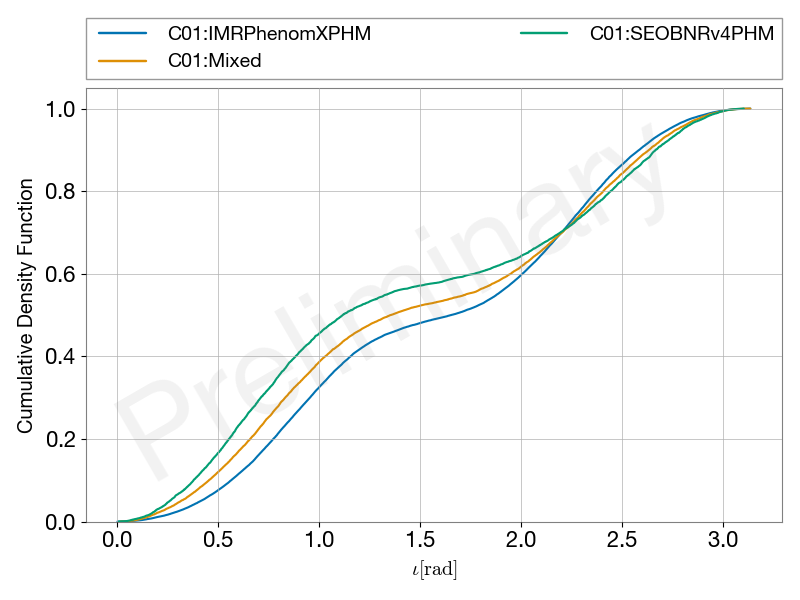 C01:IMRPhenomXPHM
C01:Mixed
C01:SEOBNRv4PHM
Cumulative Density Function
1.0
0.8
0.6
0.4
0.2
0.0
Preliminary
0.0 0.5 1.0 1.5 2.0 2.5 3.0
ι[rad]